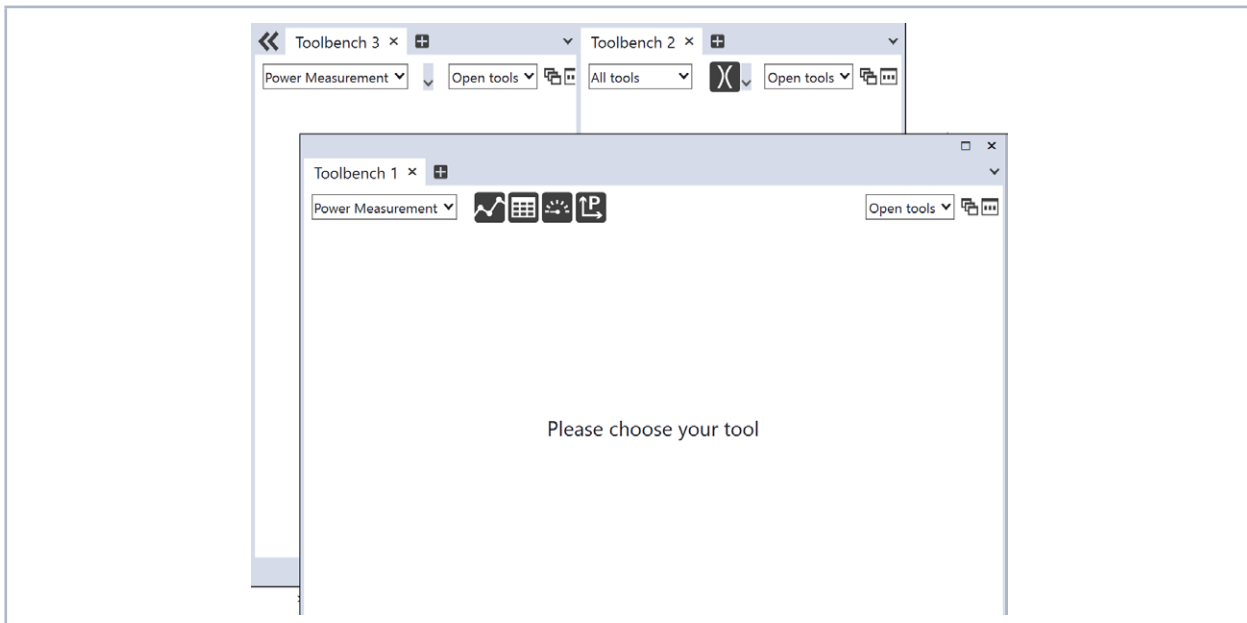 Toolbench 3
Toolbench 2
Power Measurement
Open tools
All tools
Open tools
Toolbench 1
Power Measurement
P
Open tools
Please choose your tool